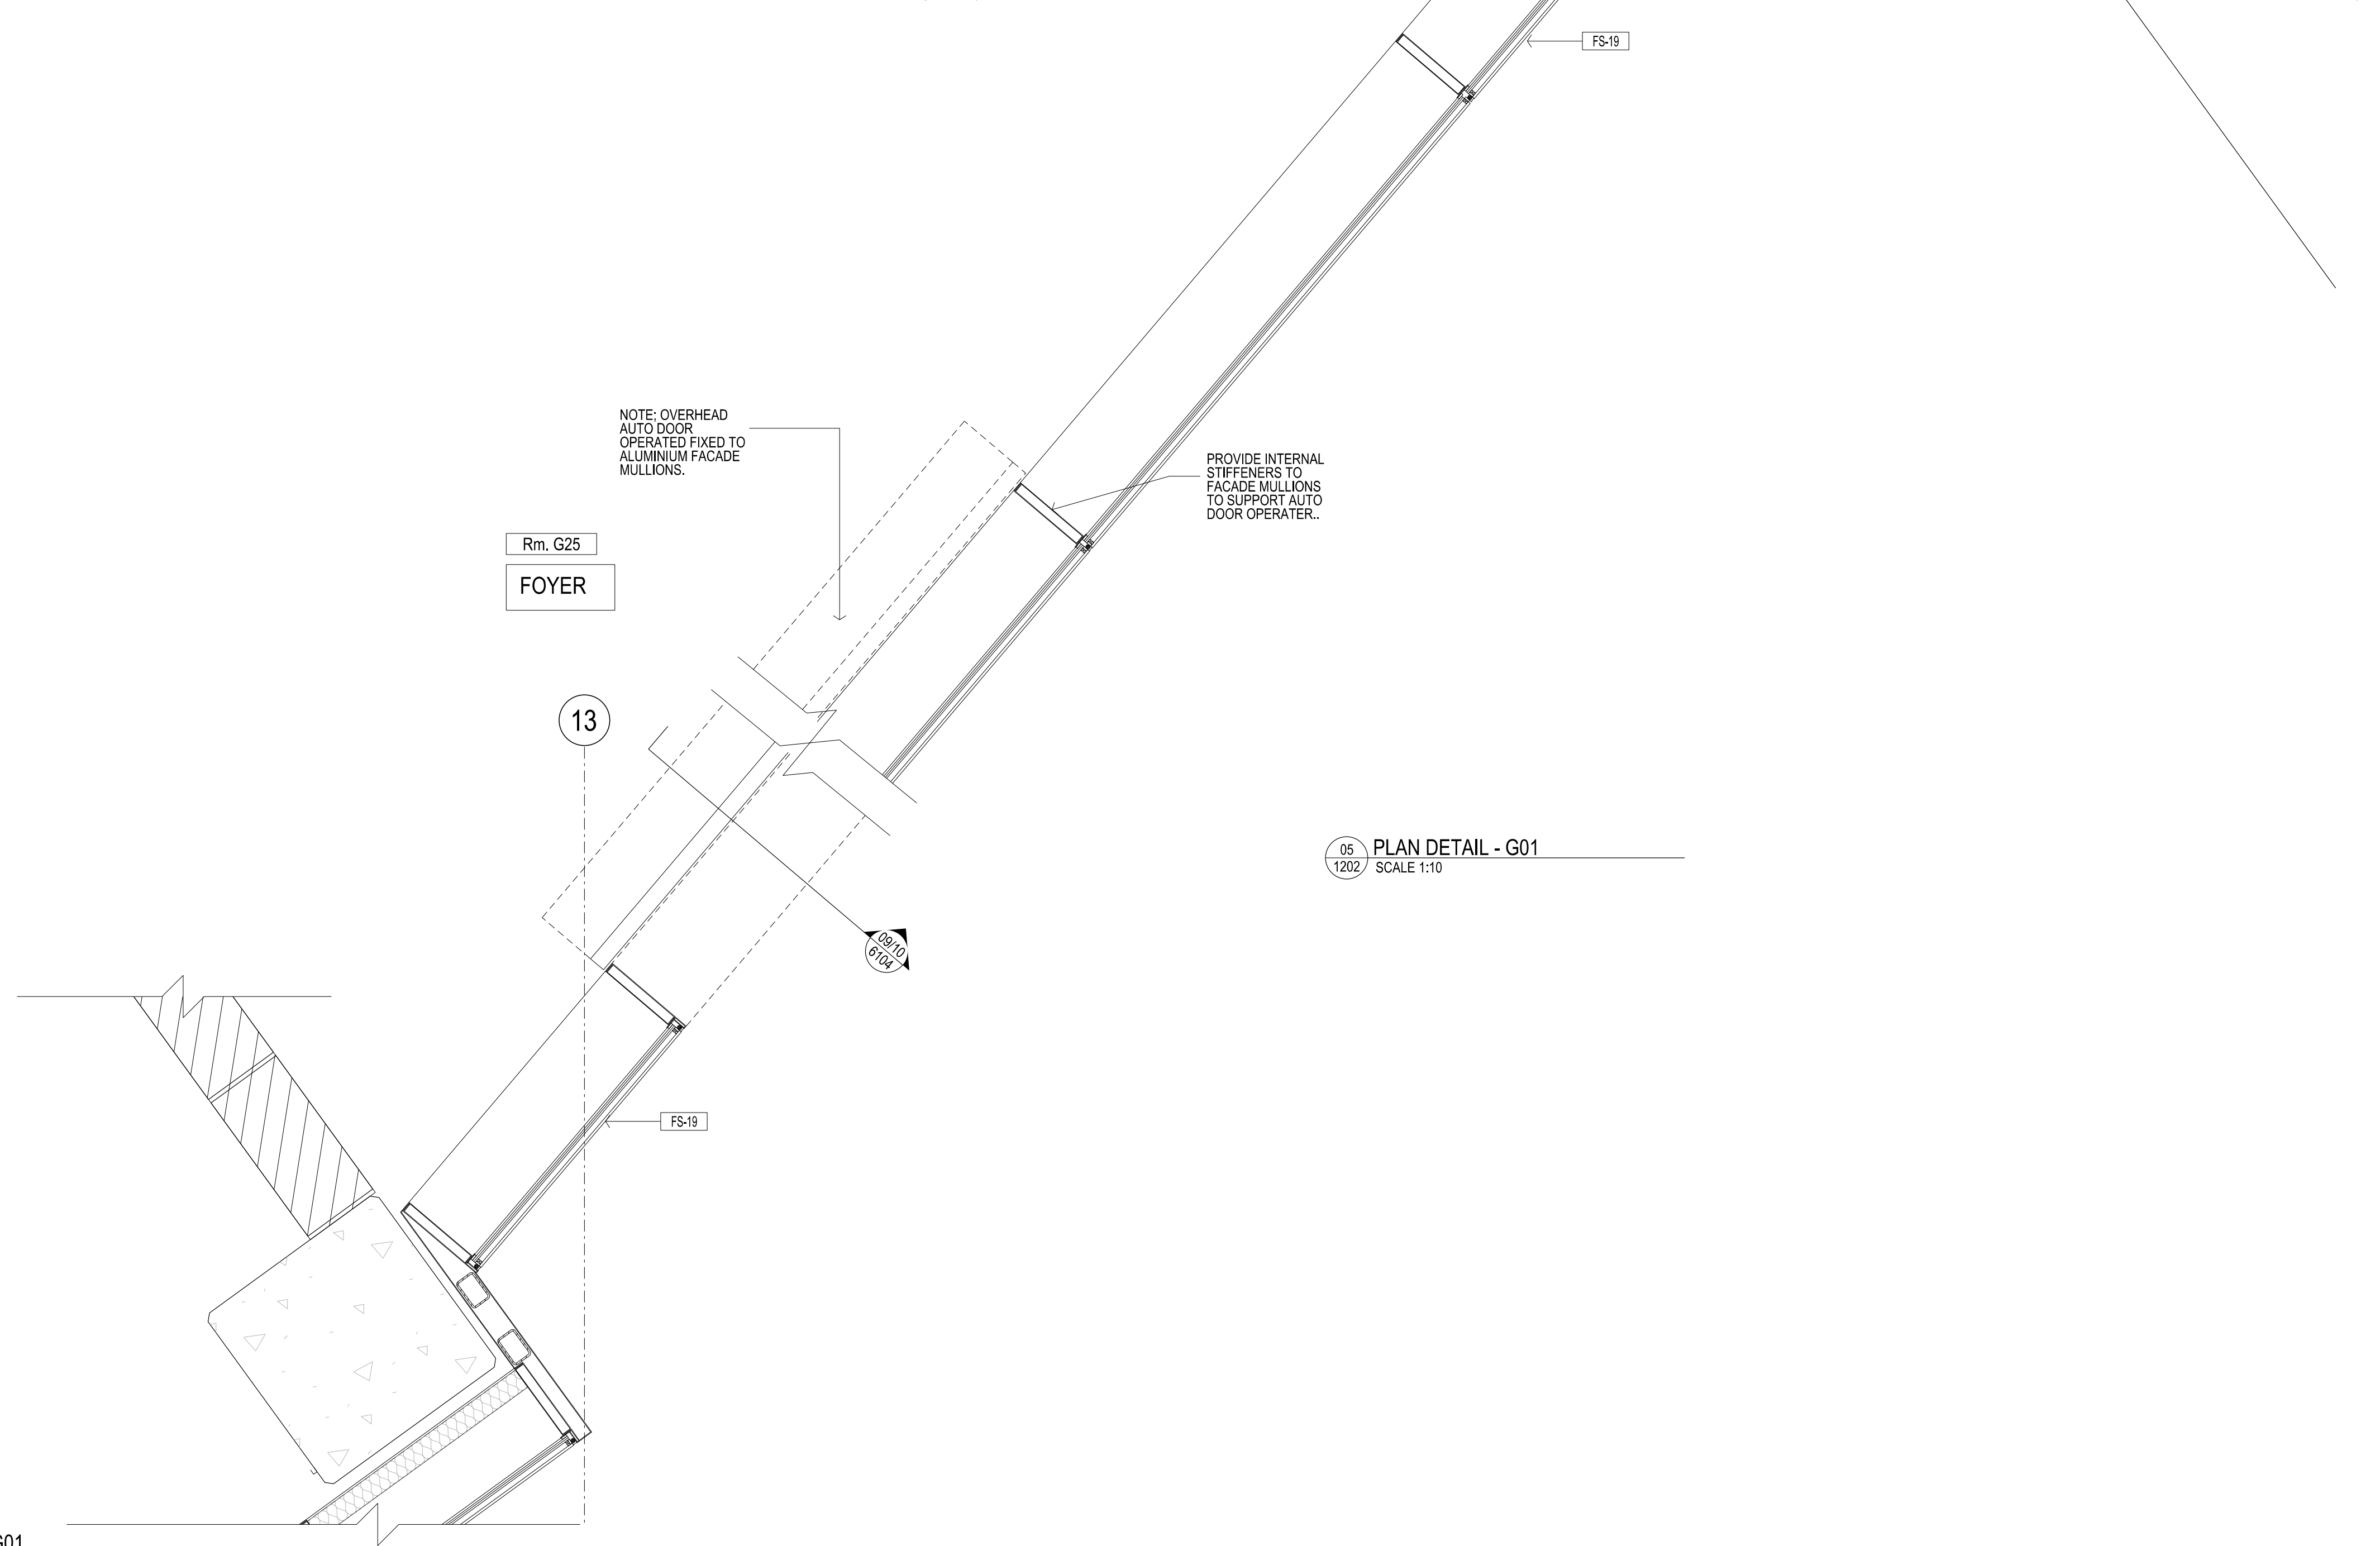 FS-19
NOTE; OVERHEAD
AUTO DOOR
OPERATED FIXED TO
ALUMINIUM FACADE
MULLIONS.
PROVIDE INTERNAL
STIFFENERS TO
FACADE MULLIONS
TO SUPPORT AUTO
DOOR OPERATER..
Rm. G25
FOYER
13
05
1202
PLAN DETAIL - G01
SCALE 1:10
09/10
6104
FS-19
G01